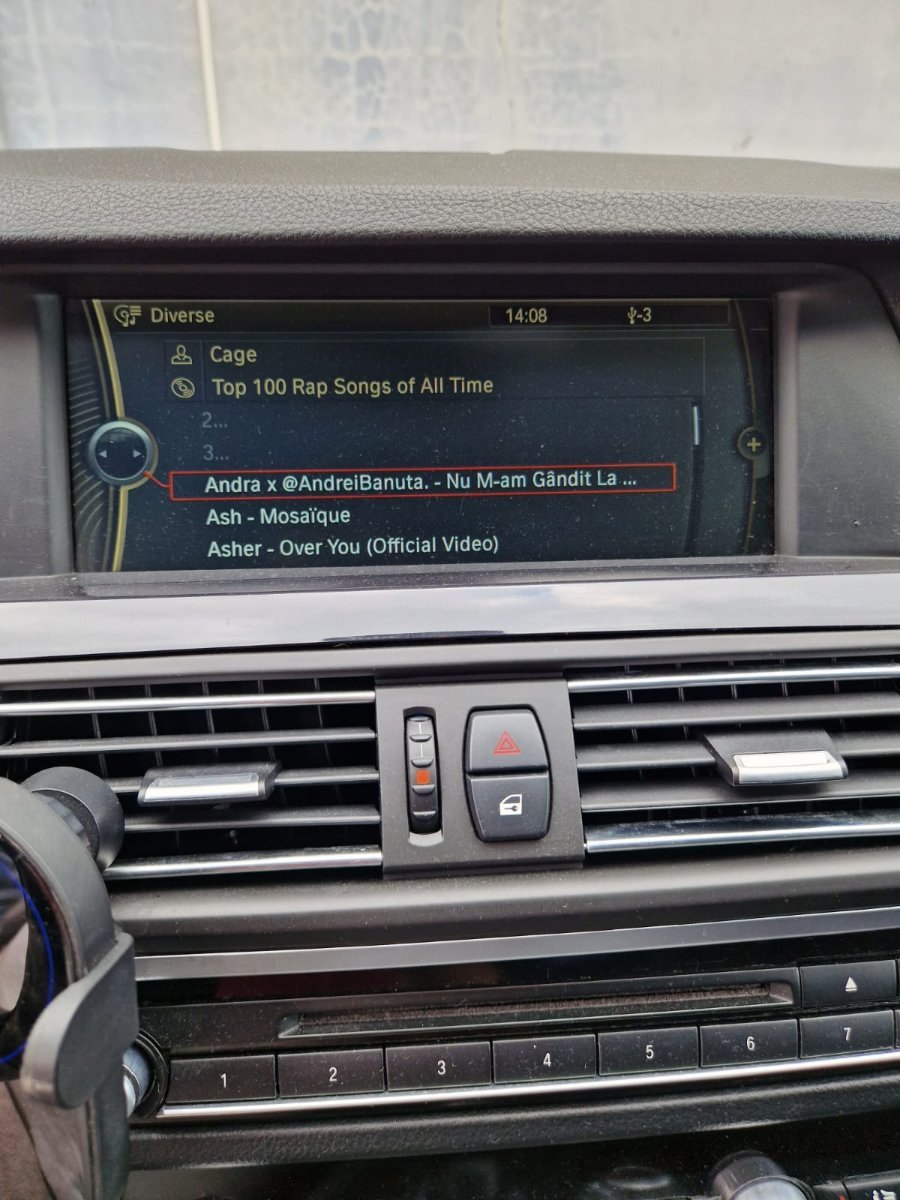 Diverse 14:08 -3
Cage
Top 100 Rap Songs of All Time
2...
3...
Andra x @AndreiBanuta. - Nu M-am Gândit La ...
Ash - Mosaïque
Asher - Over You (Official Video)
1 2 3 4 5 6 7